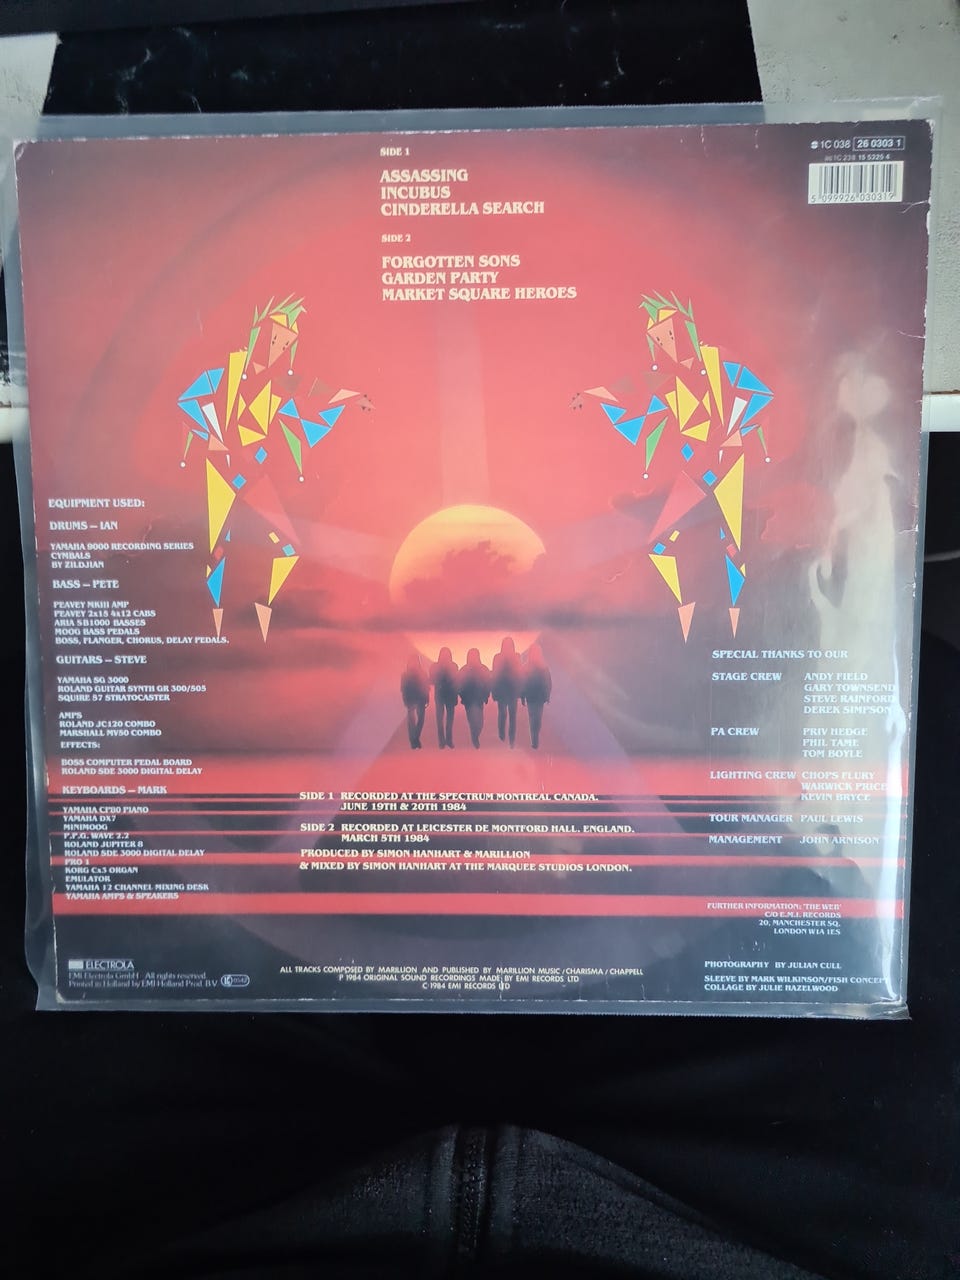 SIDE 1
ASSASSING
INCUBUS
CINDERELLA SEARCH
SIDE 2
FORGOTTEN SONS
GARDEN PARTY
MARKET SQUARE HEROES
1C 038 26 0303 1
1C 238 15 5325 4
5 099926 030319
EQUIPMENT USED:
DRUMS – IAN
YAMAHA 9000 RECORDING SERIES
CYMBALS
BY ZILDJIAN
BASS – PETE
PEAVEY MKIII AMP
PEAVEY 2x15 4x12 CABS
ARIA SB1000 BASSES
MOOG BASS PEDALS
BOSS, FLANGER, CHORUS, DELAY PEDALS.
GUITARS – STEVE
YAMAHA SG 3000
ROLAND GUITAR SYNTH GR 300/505
SQUIRE 57 STRATOCASTER
AMPS
ROLAND JC120 COMBO
MARSHALL MV50 COMBO
EFFECTS:
BOSS COMPUTER PEDAL BOARD
ROLAND SDE 3000 DIGITAL DELAY
KEYBOARDS – MARK
YAMAHA CP80 PIANO
YAMAHA DX7
MINIMOOG
P.P.G. WAVE 2.2
ROLAND JUPITER 8
ROLAND SDE 3000 DIGITAL DELAY
PRO 1
KORG Cx3 ORGAN
EMULATOR
YAMAHA 12 CHANNEL MIXING DESK
YAMAHA AMPS & SPEAKERS
SIDE 1 RECORDED AT THE SPECTRUM MONTREAL CANADA.
JUNE 19TH & 20TH 1984
SIDE 2 RECORDED AT LEICESTER DE MONTFORD HALL. ENGLAND.
MARCH 5TH 1984
PRODUCED BY SIMON HANHART & MARILLION
& MIXED BY SIMON HANHART AT THE MARQUEE STUDIOS LONDON.
SPECIAL THANKS TO OUR
STAGE CREW ANDY FIELD
GARY TOWNSEND
STEVE RAINFORD
DEREK SIMPSON
PA CREW PRIV HEDGE
PHIL TAME
TOM BOYLE
LIGHTING CREW CHOPS FLURY
WARWICK PRICE
KEVIN BRYCE
TOUR MANAGER PAUL LEWIS
MANAGEMENT JOHN ARNISON
FURTHER INFORMATION: 'THE WEB'
C/O E.M.I. RECORDS
20, MANCHESTER SQ.
LONDON W1A 1ES
PHOTOGRAPHY BY JULIAN CULL
SLEEVE BY MARK WILKINSON/FISH CONCEPT
COLLAGE BY JULIE HAZELWOOD
ELECTROLA
EMI Electrola GmbH · All rights reserved
Printed in Holland by EMI Holland Prod. B.V.
ALL TRACKS COMPOSED BY MARILLION AND PUBLISHED BY MARILLION MUSIC/CHARISMA/CHAPPELL
P 1984 ORIGINAL SOUND RECORDINGS MADE BY EMI RECORDS LTD
C·1984 EMI RECORDS LTD